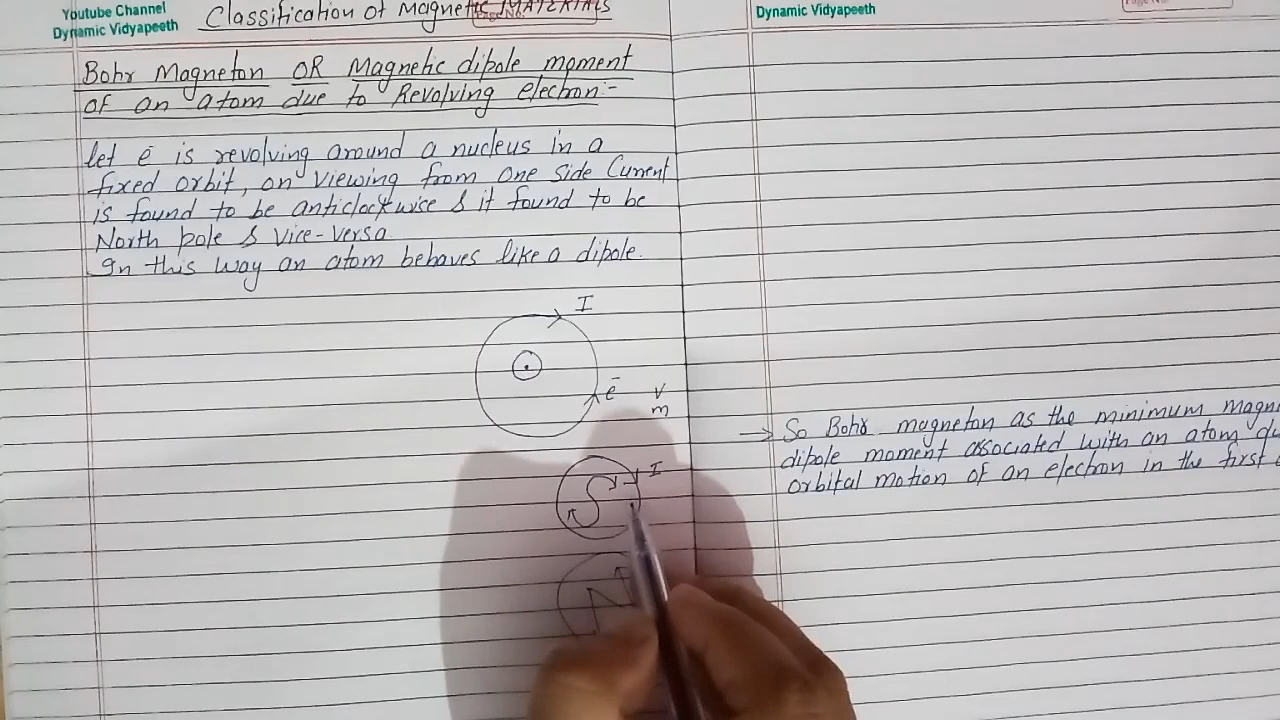 Youtube Channel
Dynamic Vidyapeeth
Classification of Magnetic MATERIALS
Bohr Magneton OR Magnetic dipole moment
of an atom due to Revolving electron:-
let e̅ is revolving around a nucleus in a
fixed orbit, on viewing from one side Current
is found to be anticlockwise & it found to be
North pole & Vice-Versa
In this way an atom behaves like a dipole.
I
e̅
v
m
I
S
N
Dynamic Vidyapeeth
→ So Bohr magneton as the minimum
dipole moment associated with an atom
orbital motion of an electron in the first